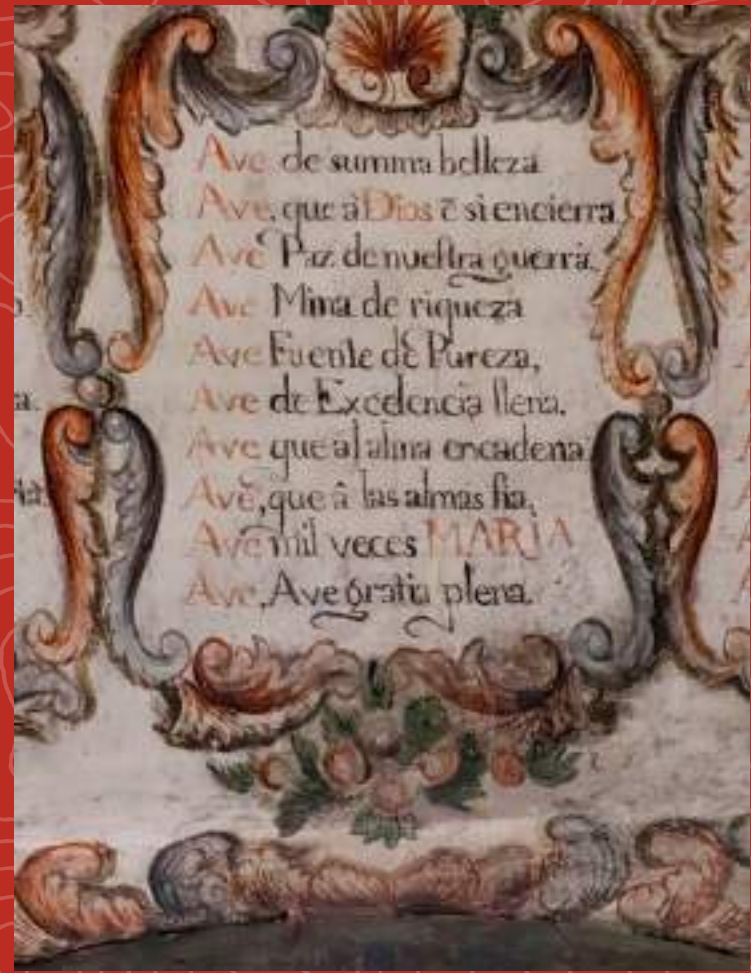 Ave de summa belleza
Ave, que à Dios ē si encierra
Ave Paz de nuestra guerra.
Ave Mina de riqueza
Ave Fuente de Pureza,
Ave de Excelencia llena.
Ave que al alma encadena
Ave, que â las almas fia,
Ave mil veces MARIA
Ave, Ave gratia plena.